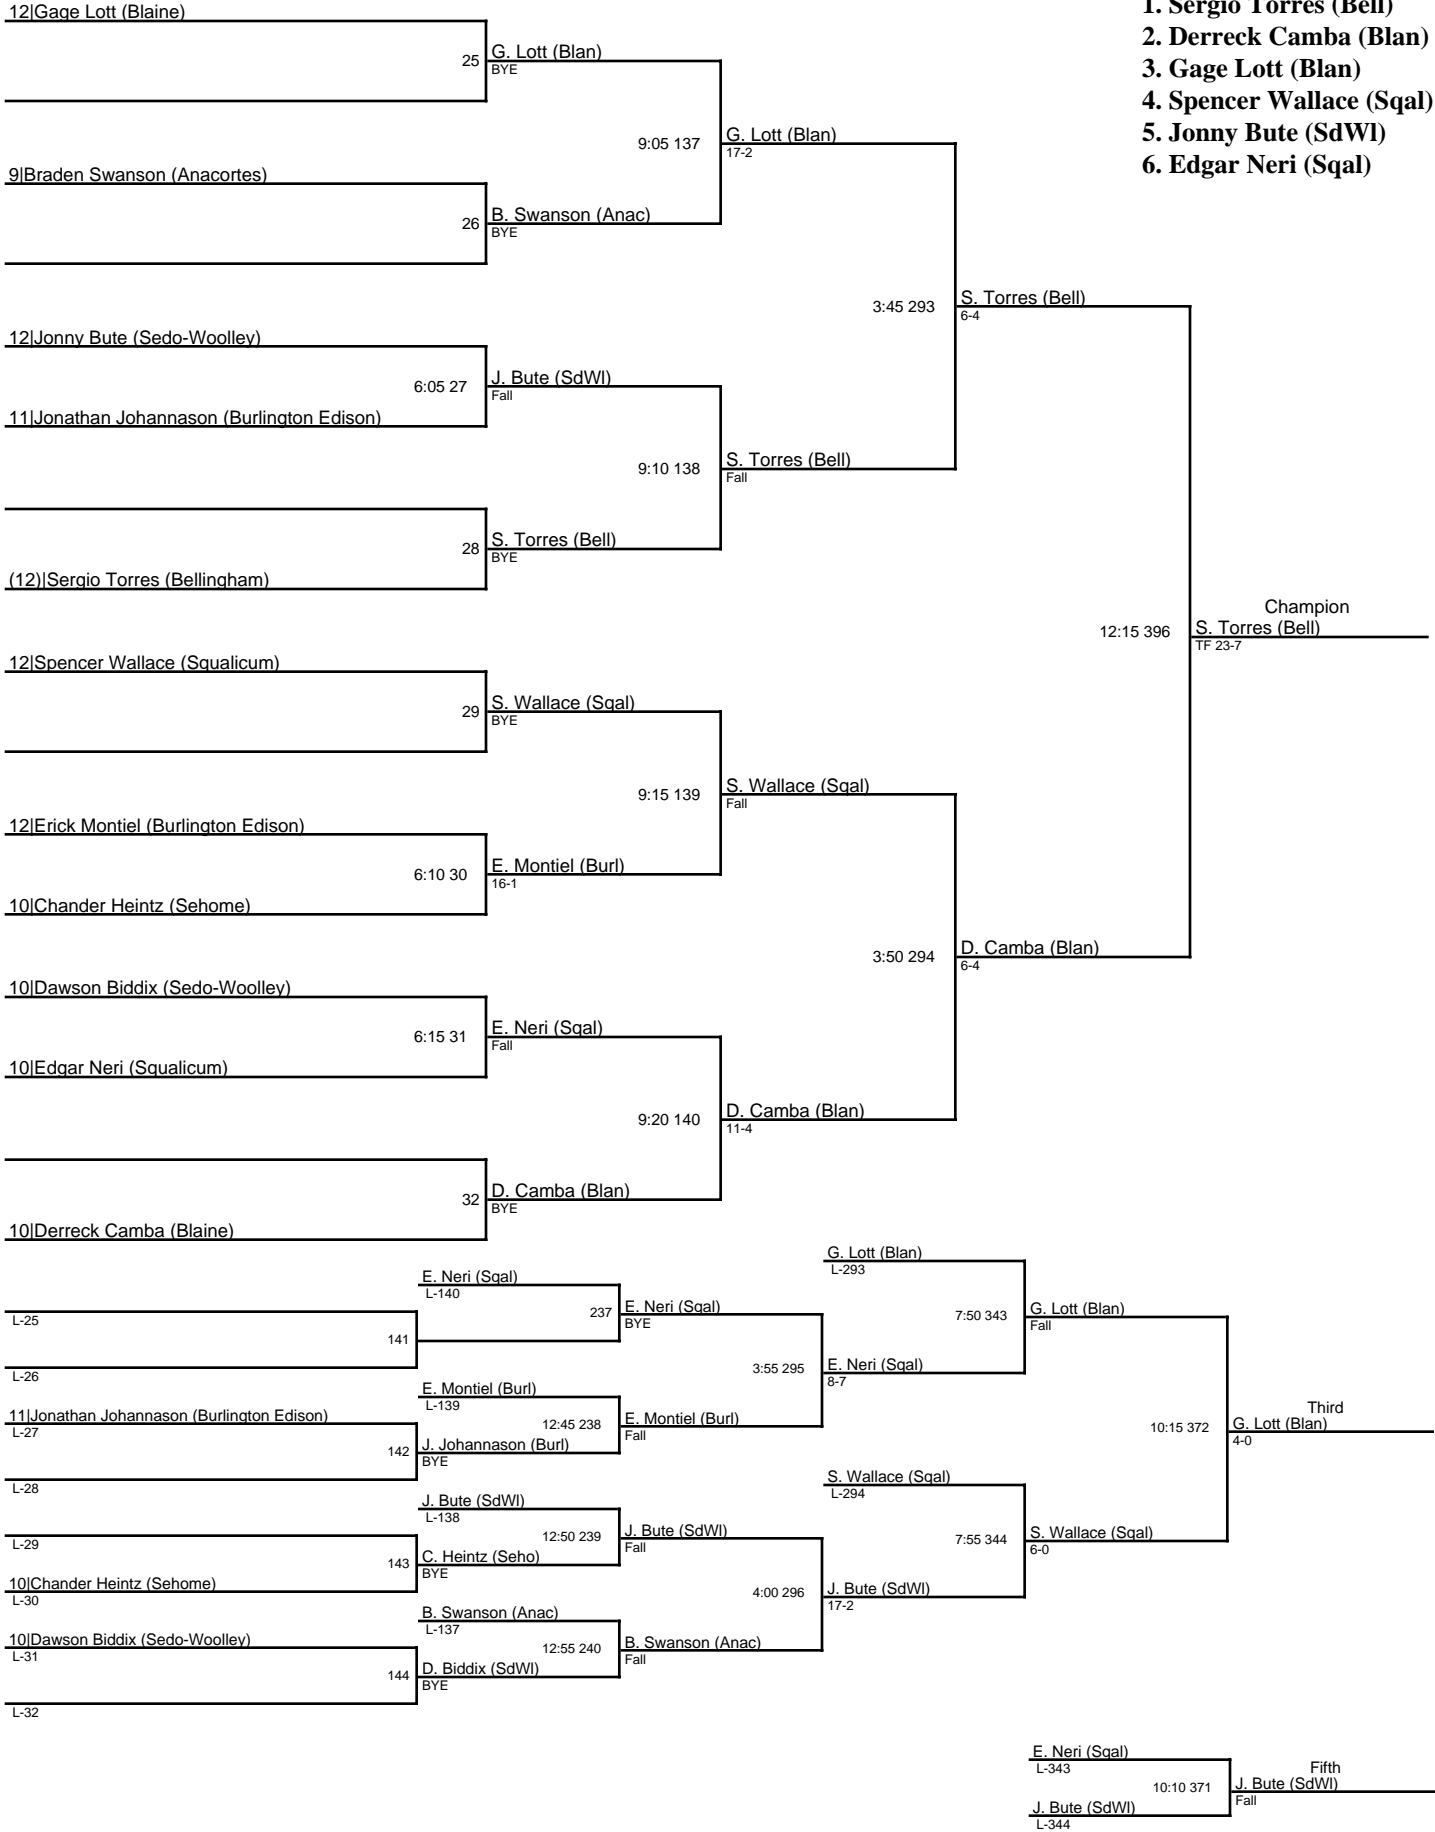 12|Gage Lott (Blaine)
25
G. Lott (Blan)
BYE
9:05 137
G. Lott (Blan)
17-2
9|Braden Swanson (Anacortes)
26
B. Swanson (Anac)
BYE
3:45 293
S. Torres (Bell)
6-4
12|Jonny Bute (Sedo-Woolley)
6:05 27
J. Bute (SdWl)
Fall
11|Jonathan Johannason (Burlington Edison)
9:10 138
S. Torres (Bell)
Fall
28
S. Torres (Bell)
BYE
(12)|Sergio Torres (Bellingham)
12:15 396
Champion
S. Torres (Bell)
TF 23-7
12|Spencer Wallace (Squalicum)
29
S. Wallace (Sqal)
BYE
9:15 139
S. Wallace (Sqal)
Fall
12|Erick Montiel (Burlington Edison)
6:10 30
E. Montiel (Burl)
16-1
10|Chander Heintz (Sehome)
3:50 294
D. Camba (Blan)
6-4
10|Dawson Biddix (Sedo-Woolley)
6:15 31
E. Neri (Sqal)
Fall
10|Edgar Neri (Squalicum)
9:20 140
D. Camba (Blan)
11-4
32
D. Camba (Blan)
BYE
10|Derreck Camba (Blaine)
1. Sergio Torres (Bell)
2. Derreck Camba (Blan)
3. Gage Lott (Blan)
4. Spencer Wallace (Sqal)
5. Jonny Bute (SdWl)
6. Edgar Neri (Sqal)
L-25
141
L-26
E. Neri (Sqal)
L-140
237
E. Neri (Sqal)
BYE
G. Lott (Blan)
L-293
7:50 343
G. Lott (Blan)
Fall
3:55 295
E. Neri (Sqal)
8-7
E. Montiel (Burl)
L-139
12:45 238
E. Montiel (Burl)
Fall
11|Jonathan Johannason (Burlington Edison)
L-27
142
J. Johannason (Burl)
BYE
L-28
10:15 372
Third
G. Lott (Blan)
4-0
S. Wallace (Sqal)
L-294
7:55 344
S. Wallace (Sqal)
6-0
L-29
143
C. Heintz (Seho)
BYE
10|Chander Heintz (Sehome)
L-30
J. Bute (SdWl)
L-138
12:50 239
J. Bute (SdWl)
Fall
4:00 296
J. Bute (SdWl)
17-2
B. Swanson (Anac)
L-137
12:55 240
B. Swanson (Anac)
Fall
10|Dawson Biddix (Sedo-Woolley)
L-31
144
D. Biddix (SdWl)
BYE
L-32
E. Neri (Sqal)
L-343
10:10 371
Fifth
J. Bute (SdWl)
Fall
J. Bute (SdWl)
L-344